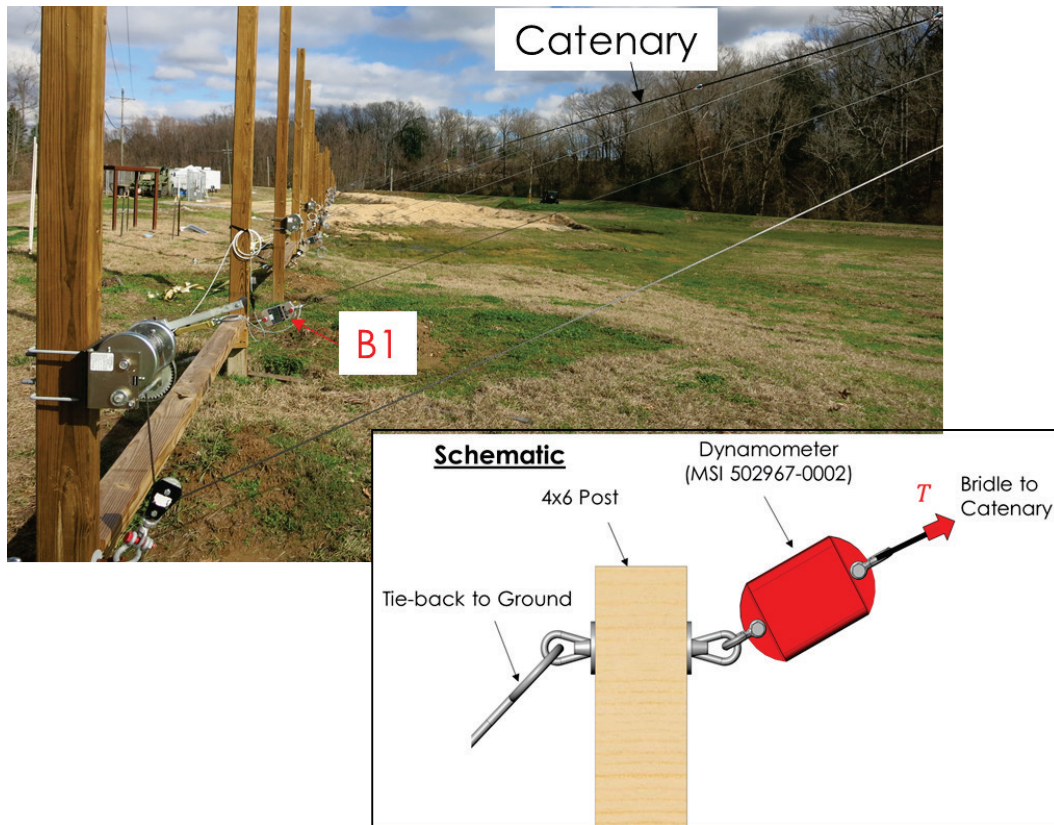 Catenary
B1
Schematic
Dynamometer
(MSI 502967-0002)
4x6 Post
T
Bridle to
Catenary
Tie-back to Ground